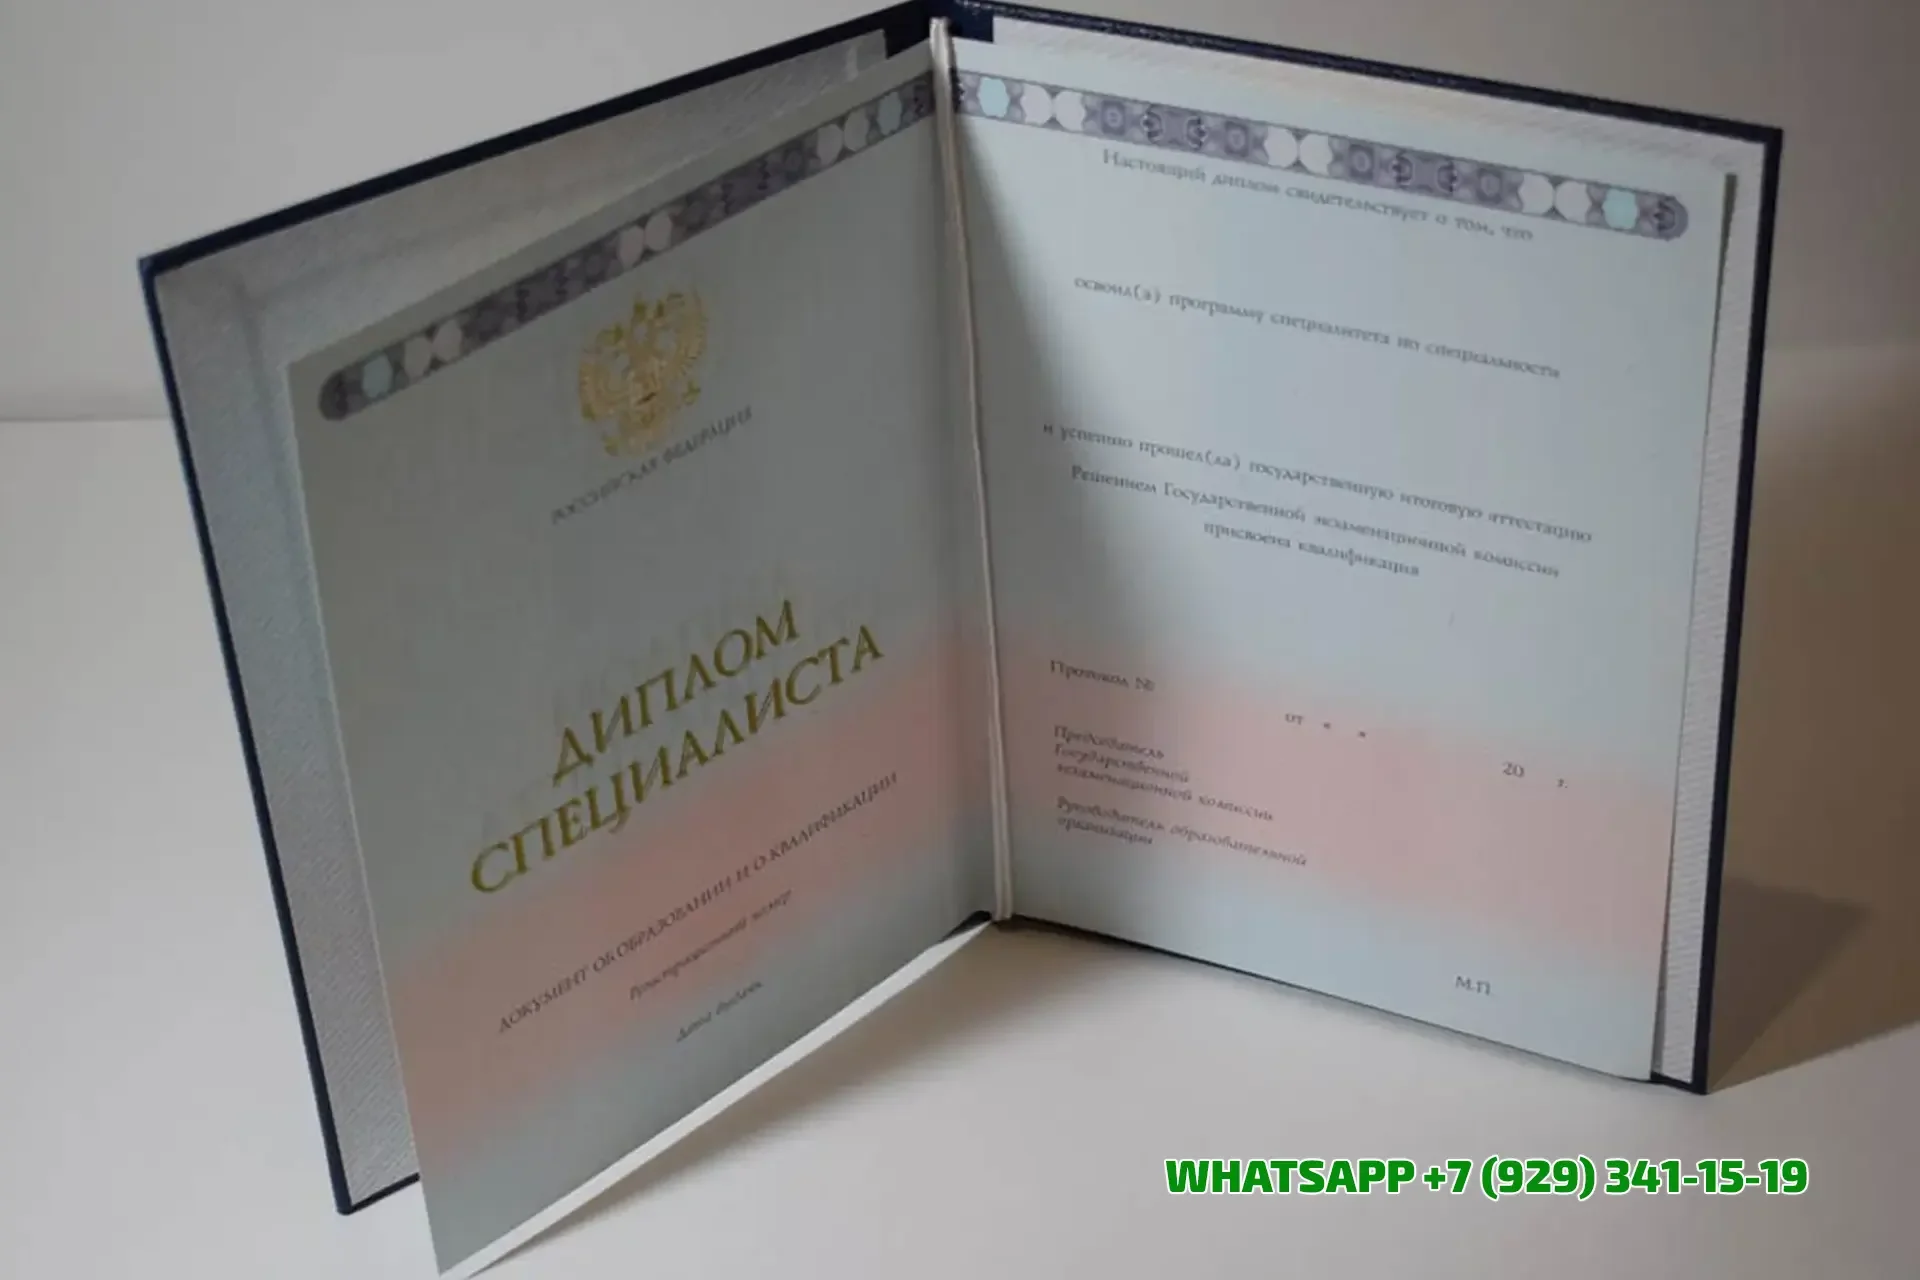 РОССИЙСКАЯ ФЕДЕРАЦИЯ
ДИПЛОМ
СПЕЦИАЛИСТА
ДОКУМЕНТ ОБ ОБРАЗОВАНИИ И О КВАЛИФИКАЦИИ
Регистрационный номер
Дата выдачи
Настоящий диплом свидетельствует о том, что
освоил(а) программу специалитета по специальности
и успешно прошел(ла) государственную итоговую аттестацию
Решением Государственной экзаменационной комиссии
присвоена квалификация
Протокол №
от « »
20 г.
Председатель
Государственной
экзаменационной комиссии
Руководитель образовательной
организации
М.П.
WHATSAPP +7 (929) 341-15-19